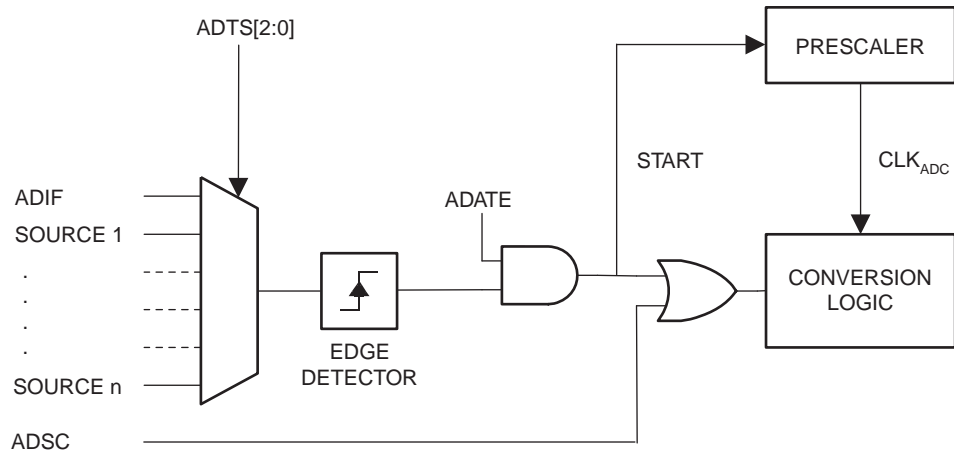 ADTS[2:0]
PRESCALER
START
CLKADC
ADIF
ADATE
SOURCE 1
.
.
.
.
CONVERSION
LOGIC
EDGE
DETECTOR
SOURCE n
ADSC